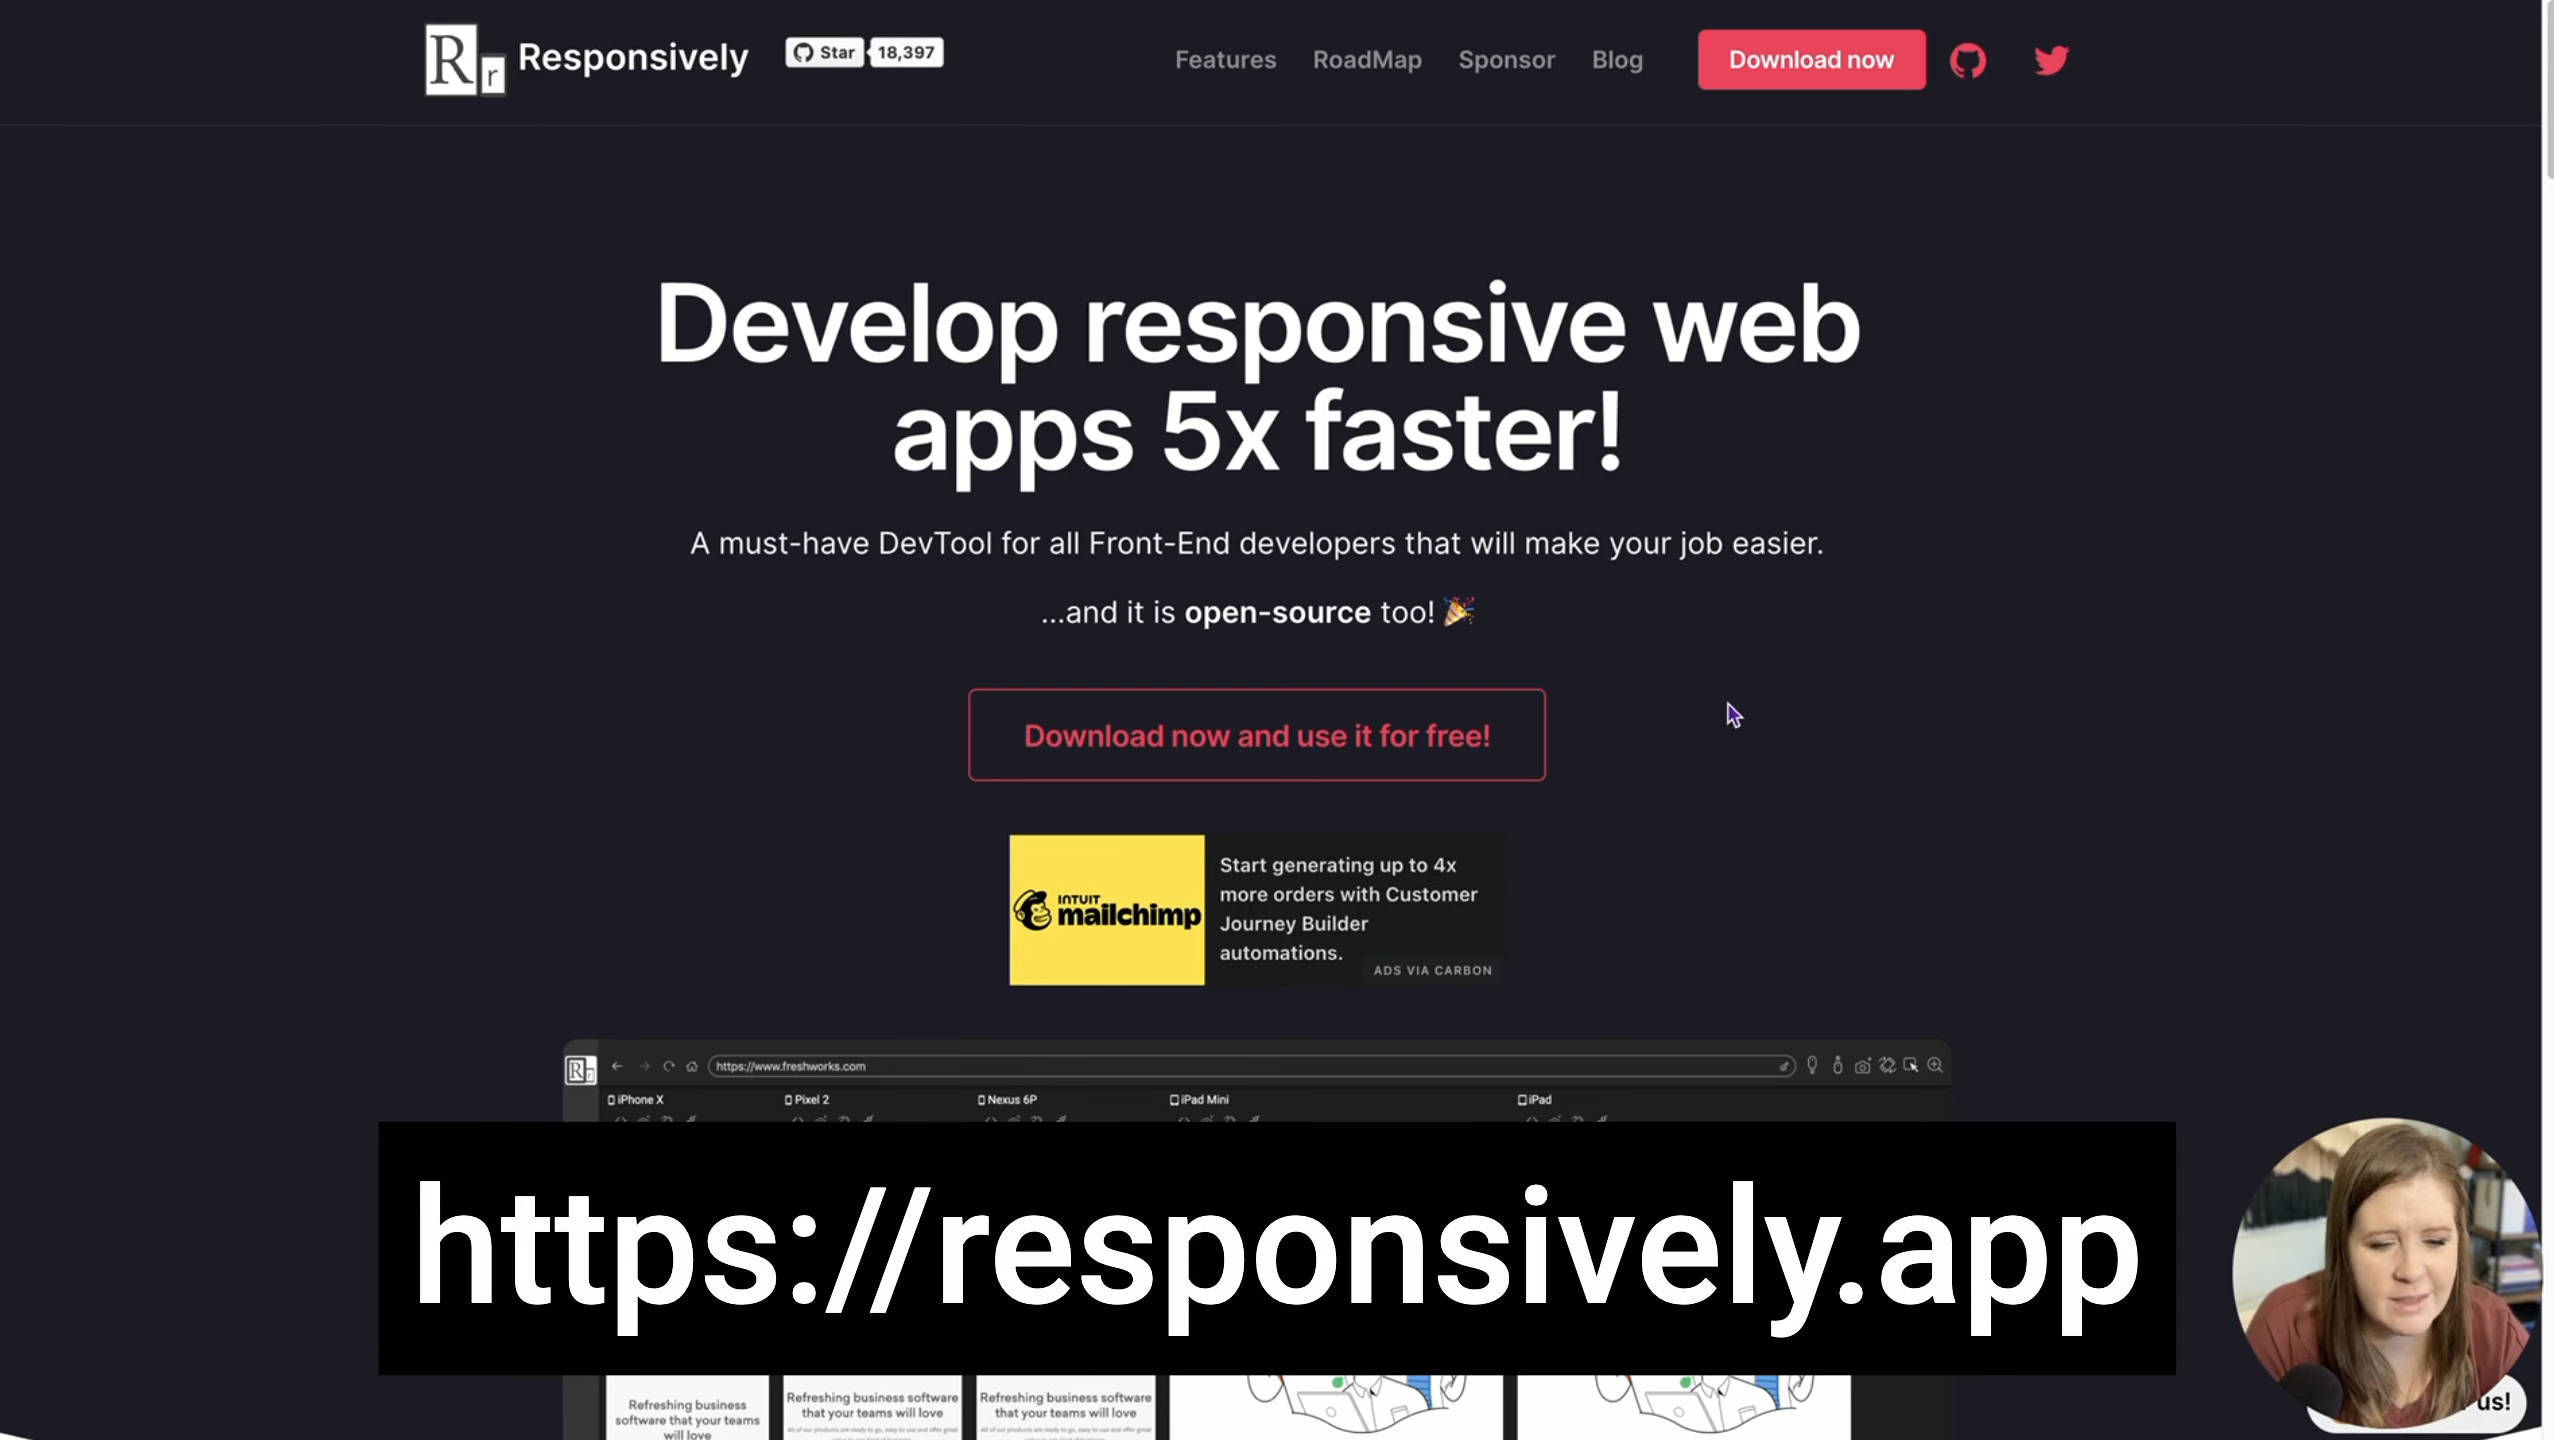 Rr Responsively Star 18,397 Features RoadMap Sponsor Blog Download now
Develop responsive web
apps 5x faster!
A must-have DevTool for all Front-End developers that will make your job easier.
...and it is open-source too! 🎉
Download now and use it for free!
INTUIT
mailchimp
Start generating up to 4x
more orders with Customer
Journey Builder
automations.
ADS VIA CARBON
Rr https://www.freshworks.com
iPhone X Pixel 2 Nexus 6P iPad Mini iPad
https://responsively.app
Refreshing business
software that your teams
will love
Refreshing business software
that your teams will love
Refreshing business software
that your teams will love
us!